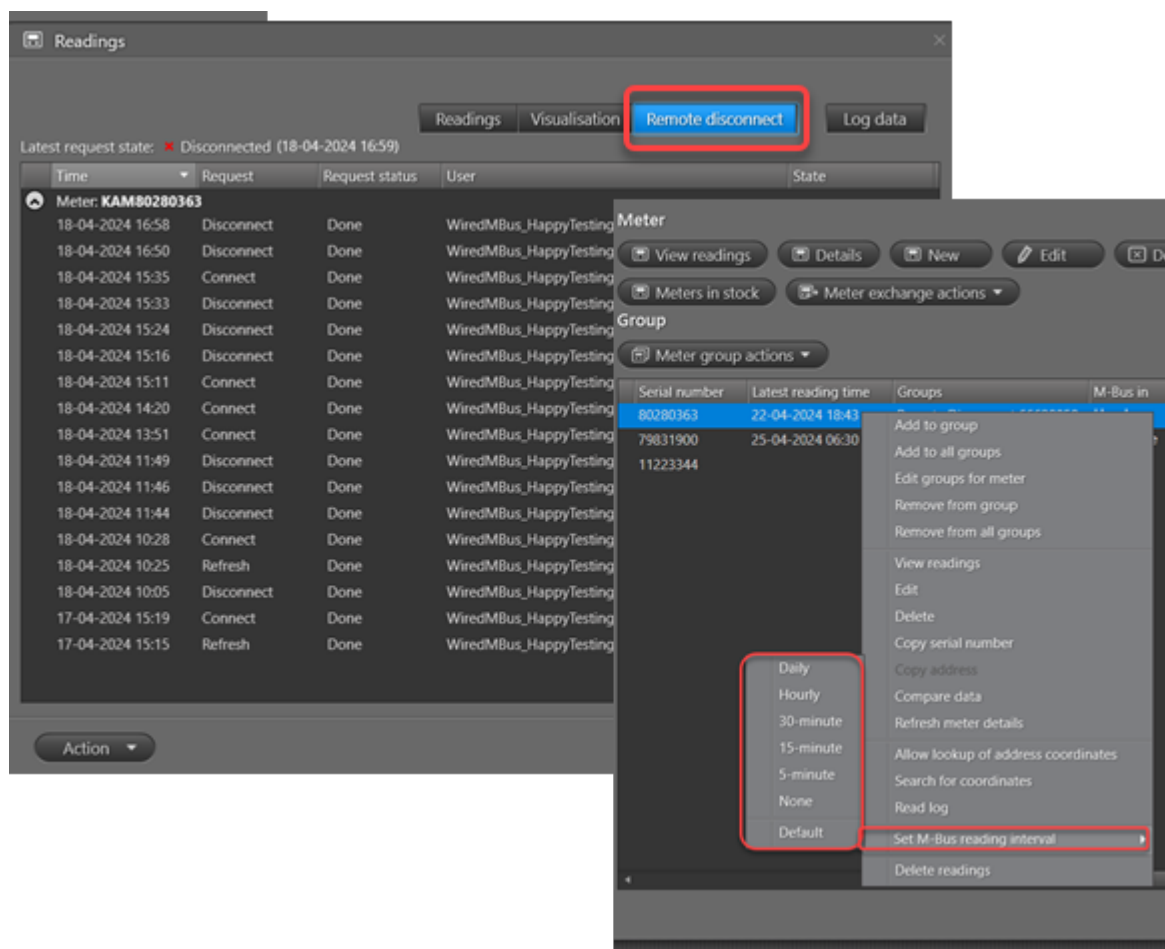 Readings
Readings Visualisation Remote disconnect Log data
Latest request state: Disconnected (18-04-2024 16:59)
Time Request Request status User State
Meter: KAM80280363
18-04-2024 16:58 Disconnect Done WiredMBus_HappyTesting
18-04-2024 16:50 Disconnect Done WiredMBus_HappyTesting
18-04-2024 15:35 Connect Done WiredMBus_HappyTesting
18-04-2024 15:33 Disconnect Done WiredMBus_HappyTesting
18-04-2024 15:24 Disconnect Done WiredMBus_HappyTesting
18-04-2024 15:16 Disconnect Done WiredMBus_HappyTesting
18-04-2024 15:11 Connect Done WiredMBus_HappyTesting
18-04-2024 14:20 Connect Done WiredMBus_HappyTesting
18-04-2024 13:51 Connect Done WiredMBus_HappyTesting
18-04-2024 11:49 Disconnect Done WiredMBus_HappyTesting
18-04-2024 11:46 Disconnect Done WiredMBus_HappyTesting
18-04-2024 11:44 Disconnect Done WiredMBus_HappyTesting
18-04-2024 10:28 Connect Done WiredMBus_HappyTesting
18-04-2024 10:25 Refresh Done WiredMBus_HappyTesting
18-04-2024 10:05 Disconnect Done WiredMBus_HappyTesting
17-04-2024 15:19 Connect Done WiredMBus_HappyTesting
17-04-2024 15:15 Refresh Done WiredMBus_HappyTesting
Action
Meter
View readings Details New Edit
Meters in stock Meter exchange actions
Group
Meter group actions
Serial number Latest reading time Groups M-Bus in
80280363 22-04-2024 18:43
79831900 25-04-2024 06:30
11223344
Add to group
Add to all groups
Edit groups for meter
Remove from group
Remove from all groups
View readings
Edit
Delete
Copy serial number
Copy address
Compare data
Refresh meter details
Allow lookup of address coordinates
Search for coordinates
Read log
Set M-Bus reading interval
Delete readings
Daily
Hourly
30-minute
15-minute
5-minute
None
Default